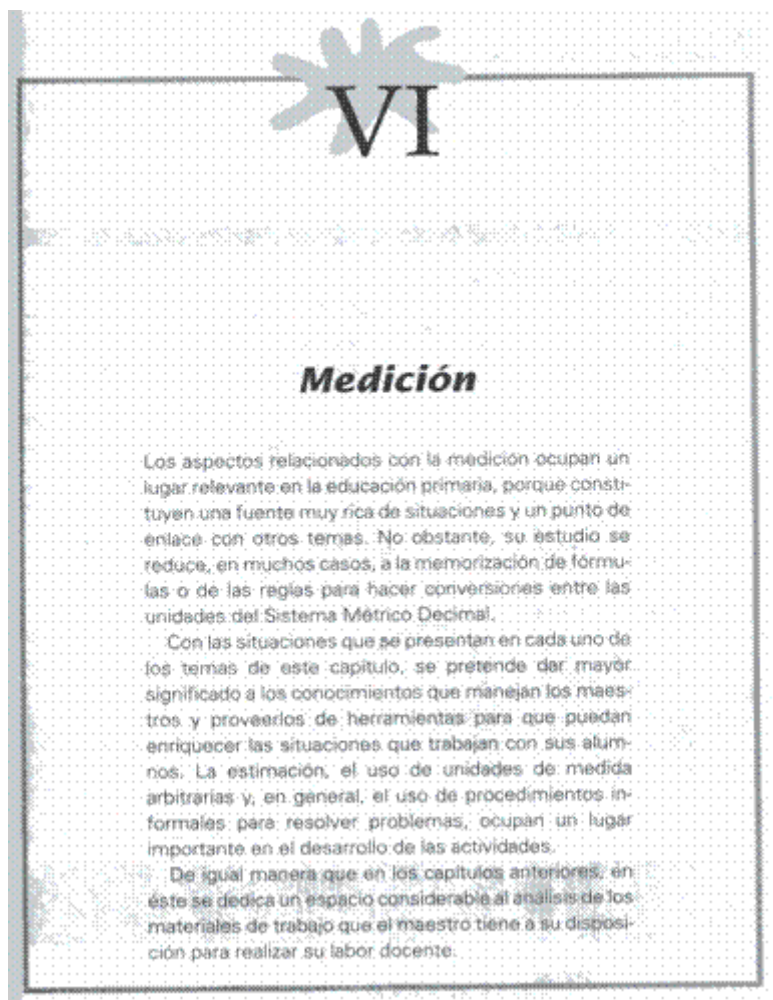 VI
Medición
Los aspectos relacionados con la medición ocupan un
lugar relevante en la educación primaria, porque consti-
tuyen una fuente muy rica de situaciones y un punto de
enlace con otros temas. No obstante, su estudio se
reduce, en muchos casos, a la memorización de fórmu-
las o de las reglas para hacer conversiones entre las
unidades del Sistema Métrico Decimal.
Con las situaciones que se presentan en cada uno de
los temas de este capítulo, se pretende dar mayor
significado a los conocimientos que manejan los maes-
tros y proveerlos de herramientas para que puedan
enriquecer las situaciones que trabajan con sus alum-
nos. La estimación, el uso de unidades de medida
arbitrarias y, en general, el uso de procedimientos in-
formales para resolver problemas, ocupan un lugar
importante en el desarrollo de las actividades.
De igual manera que en los capítulos anteriores, en
éste se dedica un espacio considerable al análisis de los
materiales de trabajo que el maestro tiene a su disposi-
ción para realizar su labor docente.